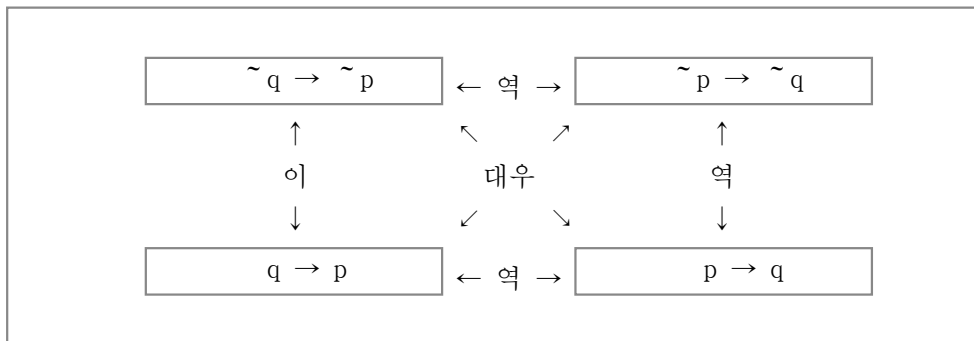 ~q → ~p ← 역 → ~p → ~q
↑ ↖ ↗ ↑
이 대우 역
↓ ↙ ↘ ↓
q → p ← 역 → p → q